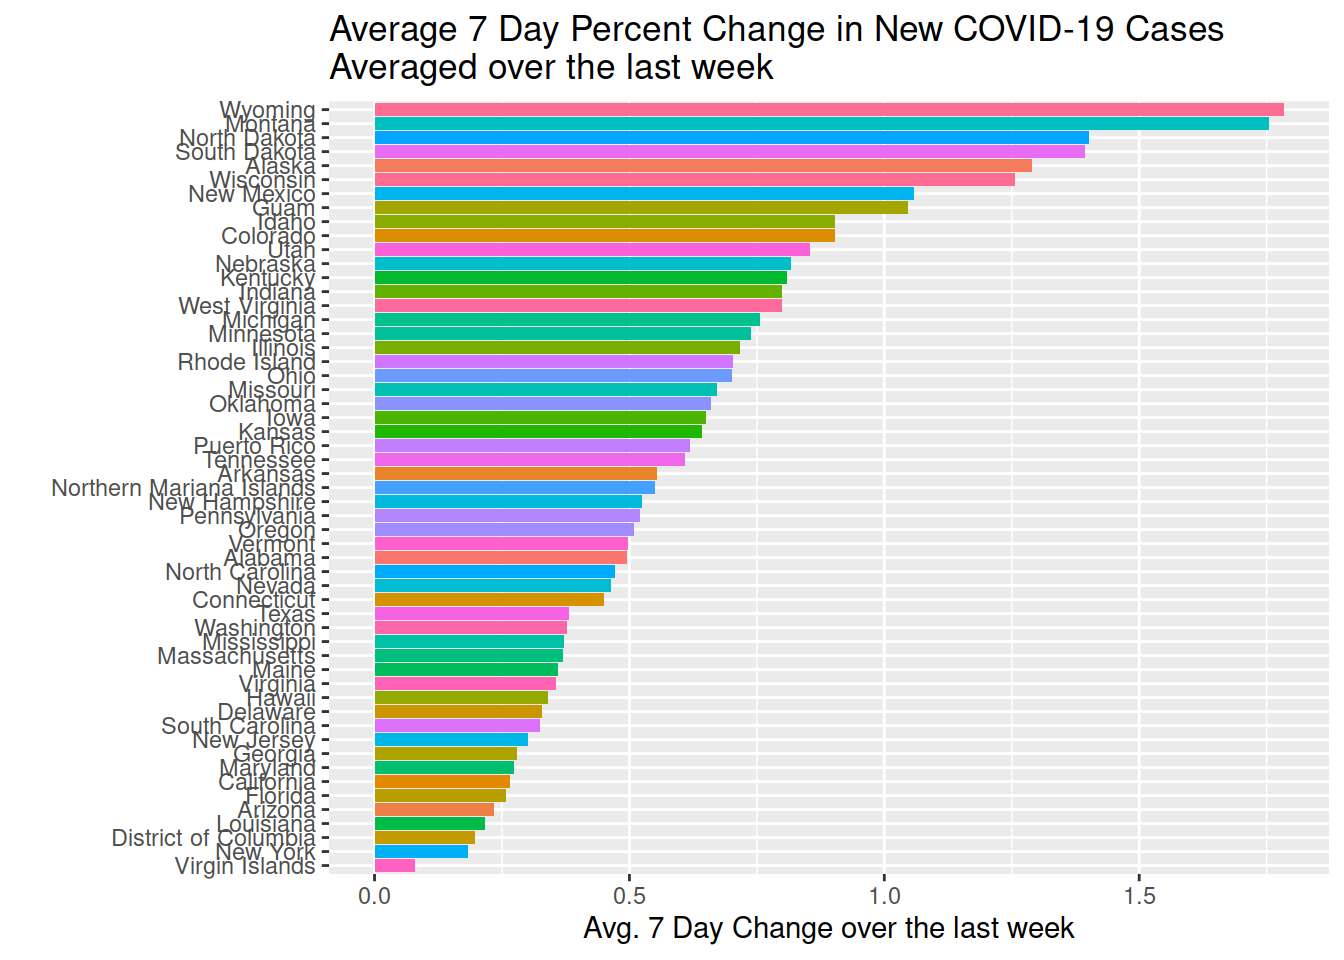 Average 7 Day Percent Change in New COVID-19 Cases
Averaged over the last week
Wyoming
Montana
North Dakota
South Dakota
Alaska
Wisconsin
New Mexico
Guam
Idaho
Colorado
Utah
Nebraska
Kentucky
Indiana
West Virginia
Michigan
Minnesota
Illinois
Rhode Island
Ohio
Missouri
Oklahoma
Iowa
Kansas
Puerto Rico
Tennessee
Arkansas
Northern Mariana Islands
New Hampshire
Pennsylvania
Oregon
Vermont
Alabama
North Carolina
Nevada
Connecticut
Texas
Washington
Mississippi
Massachusetts
Maine
Virginia
Hawaii
Delaware
South Carolina
New Jersey
Georgia
Maryland
California
Florida
Arizona
Louisiana
District of Columbia
New York
Virgin Islands
0.0 0.5 1.0 1.5
Avg. 7 Day Change over the last week